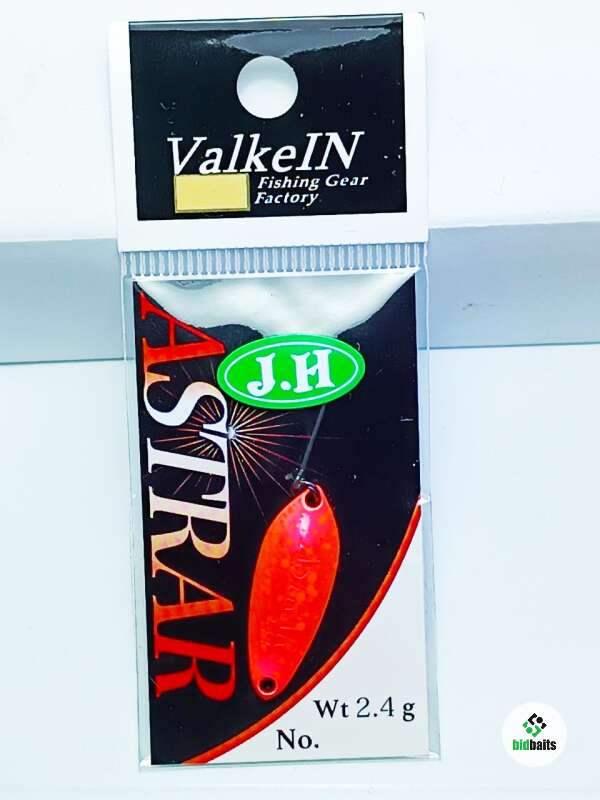 ValkeIN
Fishing Gear
Factory
J.H
ASTRAR
Wt 2.4 g
No.
bidbaits